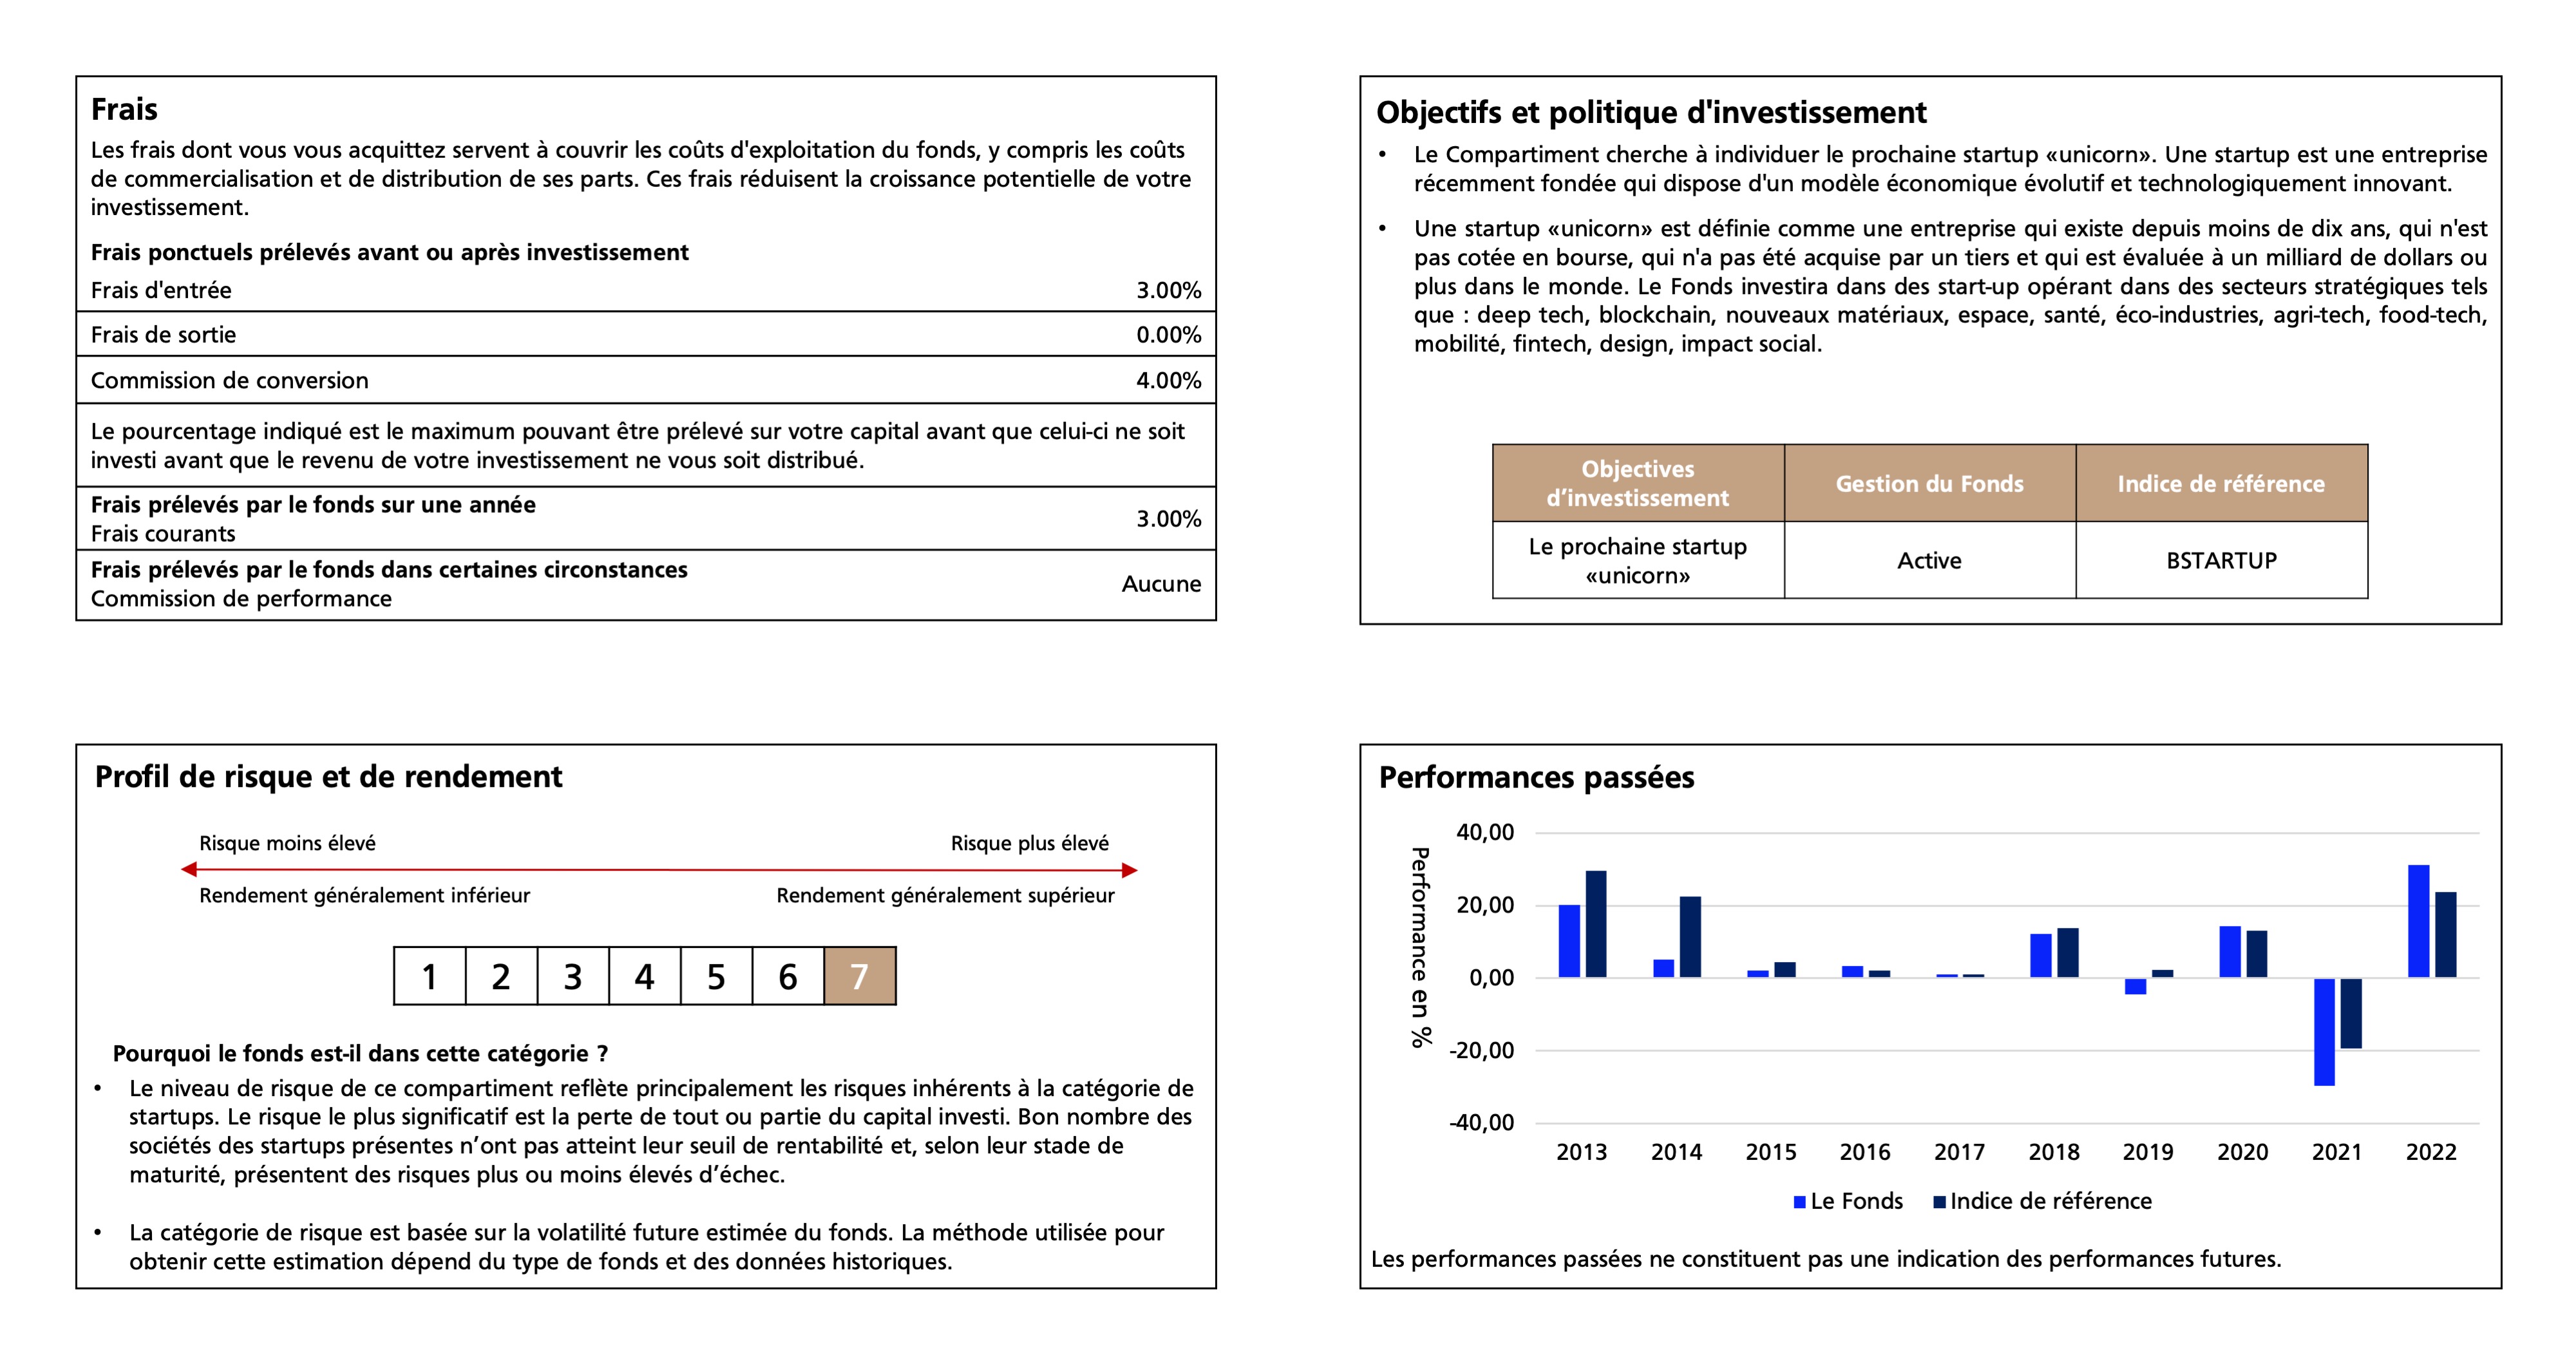 Frais
Les frais dont vous vous acquittez servent à couvrir les coûts d'exploitation du fonds, y compris les coûts
de commercialisation et de distribution de ses parts. Ces frais réduisent la croissance potentielle de votre
investissement.
Frais ponctuels prélevés avant ou après investissement
Frais d'entrée 3.00%
Frais de sortie 0.00%
Commission de conversion 4.00%
Le pourcentage indiqué est le maximum pouvant être prélevé sur votre capital avant que celui-ci ne soit
investi avant que le revenu de votre investissement ne vous soit distribué.
Frais prélevés par le fonds sur une année
Frais courants 3.00%
Frais prélevés par le fonds dans certaines circonstances
Commission de performance Aucune
Objectifs et politique d'investissement
• Le Compartiment cherche à individuer le prochaine startup «unicorn». Une startup est une entreprise
récemment fondée qui dispose d'un modèle économique évolutif et technologiquement innovant.
• Une startup «unicorn» est définie comme une entreprise qui existe depuis moins de dix ans, qui n'est
pas cotée en bourse, qui n'a pas été acquise par un tiers et qui est évaluée à un milliard de dollars ou
plus dans le monde. Le Fonds investira dans des start-up opérant dans des secteurs stratégiques tels
que : deep tech, blockchain, nouveaux matériaux, espace, santé, éco-industries, agri-tech, food-tech,
mobilité, fintech, design, impact social.
Objectives
d’investissement
Gestion du Fonds
Indice de référence
Le prochaine startup
«unicorn»
Active
BSTARTUP
Profil de risque et de rendement
Risque moins élevé Risque plus élevé
Rendement généralement inférieur Rendement généralement supérieur
1 2 3 4 5 6 7
Pourquoi le fonds est-il dans cette catégorie ?
• Le niveau de risque de ce compartiment reflète principalement les risques inhérents à la catégorie de
startups. Le risque le plus significatif est la perte de tout ou partie du capital investi. Bon nombre des
sociétés des startups présentes n’ont pas atteint leur seuil de rentabilité et, selon leur stade de
maturité, présentent des risques plus ou moins élevés d’échec.
• La catégorie de risque est basée sur la volatilité future estimée du fonds. La méthode utilisée pour
obtenir cette estimation dépend du type de fonds et des données historiques.
Performances passées
Performance en %
40,00
20,00
0,00
-20,00
-40,00
2013 2014 2015 2016 2017 2018 2019 2020 2021 2022
Le Fonds Indice de référence
Les performances passées ne constituent pas une indication des performances futures.